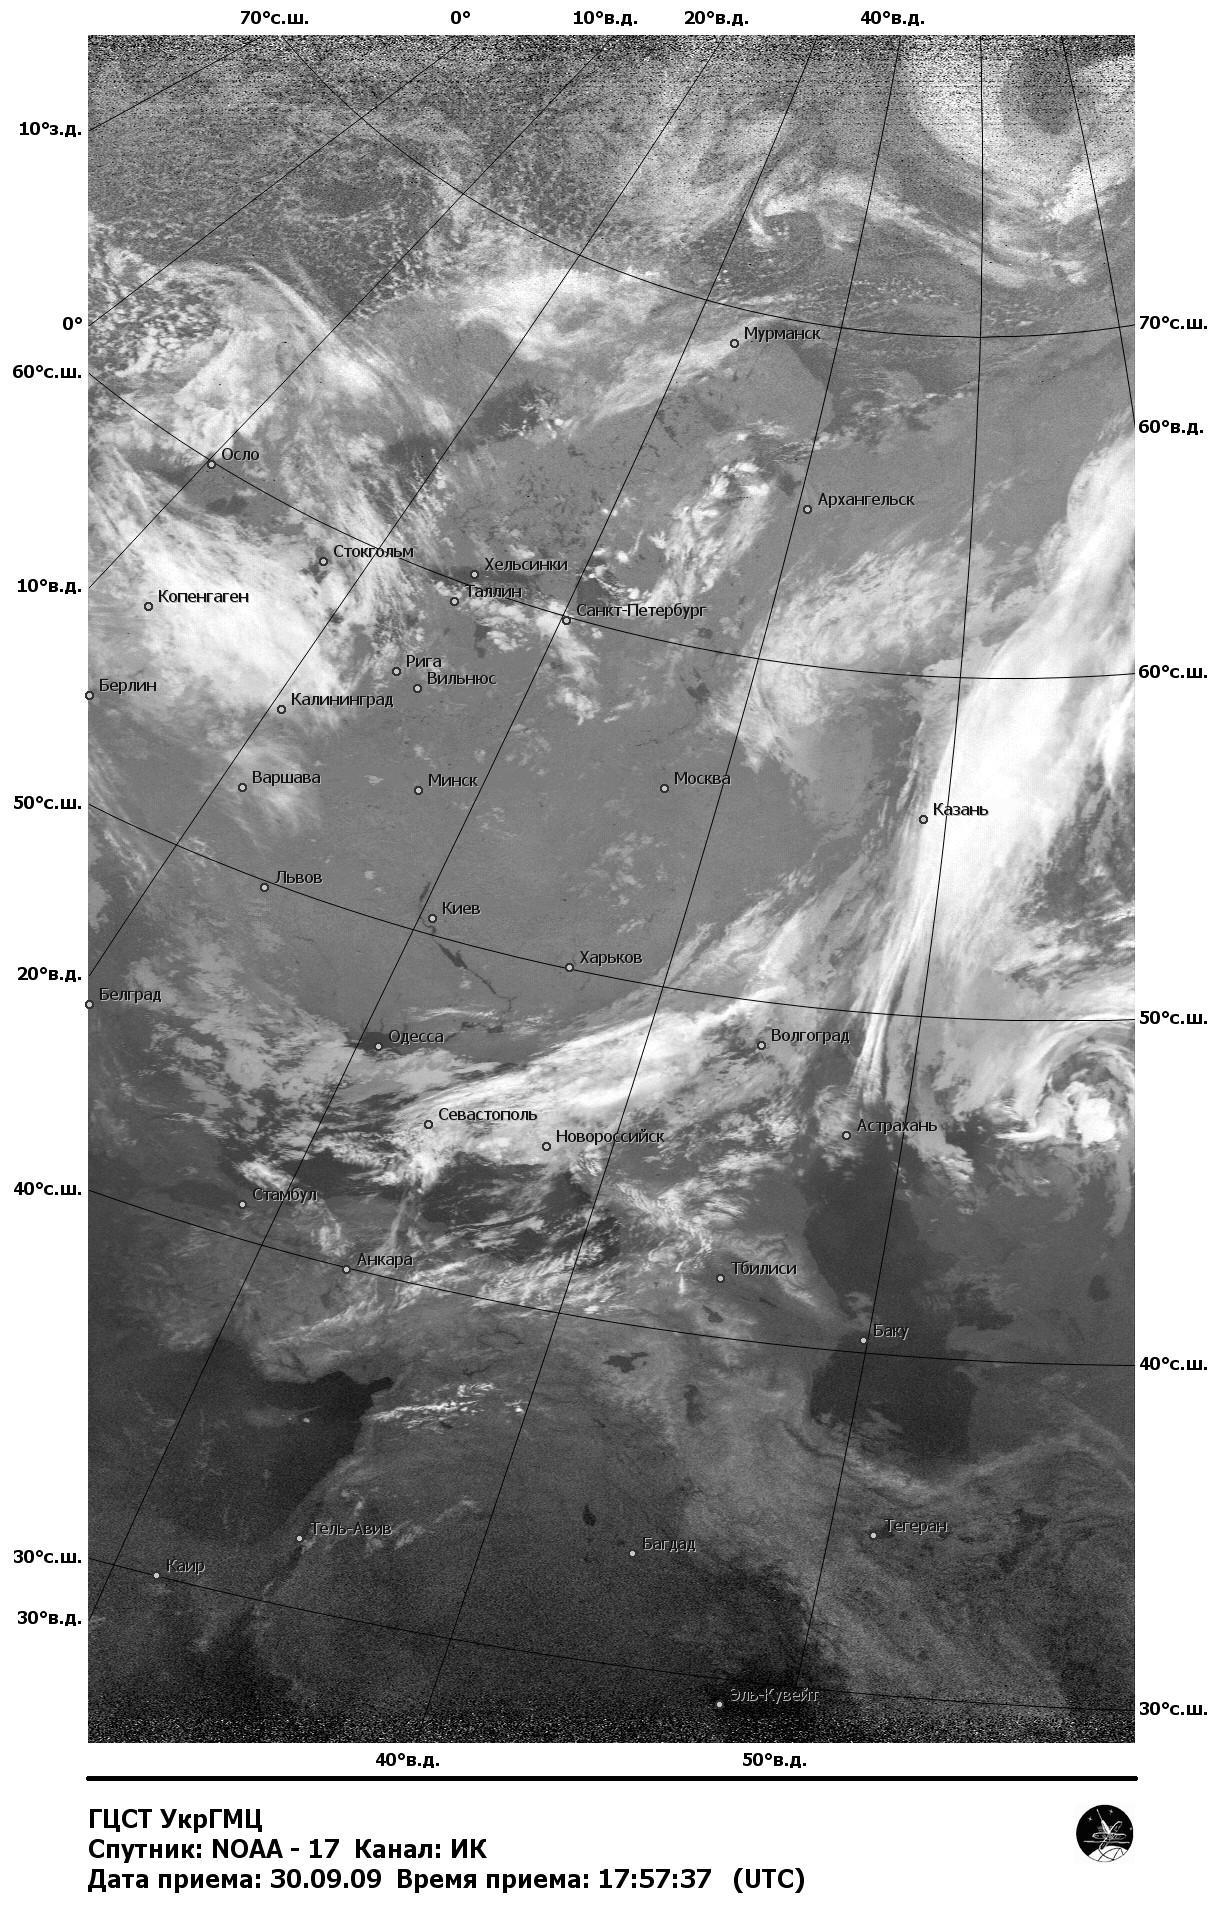 70°с.ш. 0° 10°в.д. 20°в.д. 40°в.д.
10°з.д.
0°
70°с.ш.
Мурманск
60°с.ш.
60°в.д.
Осло
Архангельск
Стокгольм
Хельсинки
10°в.д.
Таллин
Копенгаген
Санкт-Петербург
Рига
60°с.ш.
Вильнюс
Берлин
Калининград
Варшава
Минск
Москва
50°с.ш.
Казань
Львов
Киев
Харьков
20°в.д.
Белград
50°с.ш.
Одесса
Волгоград
Севастополь
Астрахань
Новороссийск
40°с.ш.
Стамбул
Анкара
Тбилиси
Баку
40°с.ш.
Тегеран
Тель-Авив
Багдад
30°с.ш.
Каир
30°в.д.
Эль-Кувейт
30°с.ш.
40°в.д. 50°в.д.
ГЦСТ УкрГМЦ
Спутник: NOAA - 17 Канал: ИК
Дата приема: 30.09.09 Время приема: 17:57:37 (UTC)